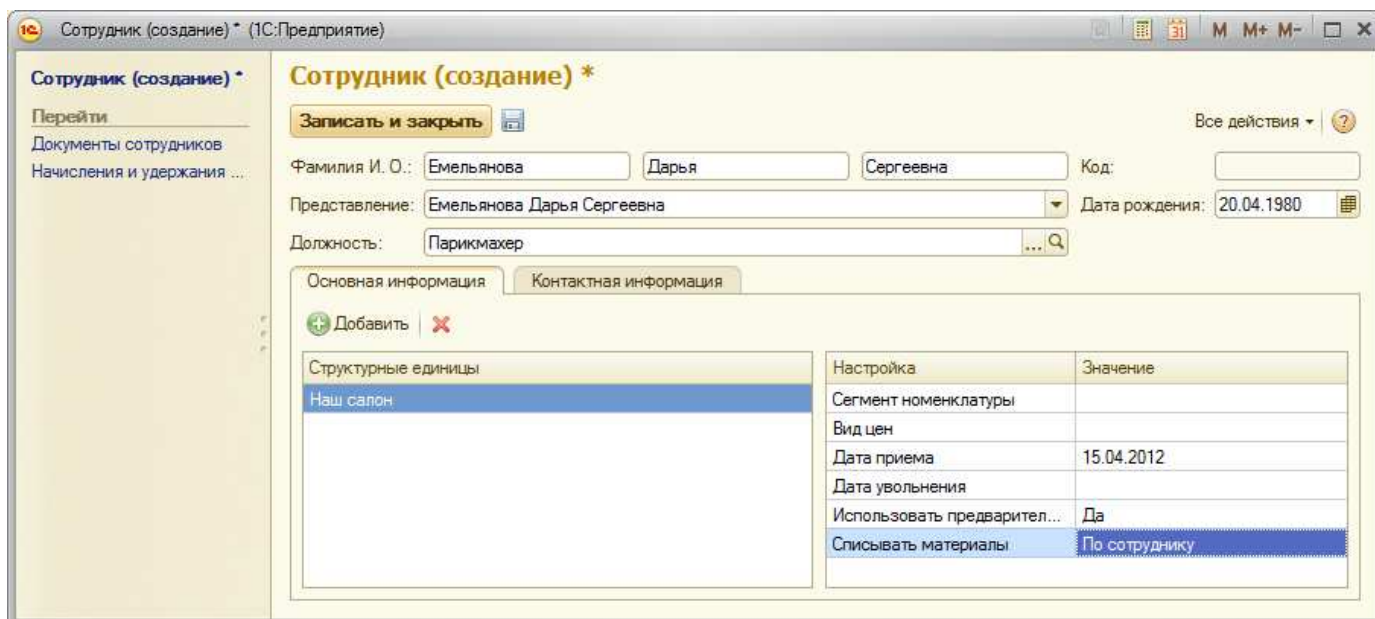 1С Сотрудник (создание) * (1С:Предприятие) 31 M M+ M-
Сотрудник (создание) *
Перейти
Документы сотрудников
Начисления и удержания ...
Сотрудник (создание) *
Записать и закрыть Все действия ?
Фамилия И. О.: Емельянова Дарья Сергеевна Код:
Представление: Емельянова Дарья Сергеевна Дата рождения: 20.04.1980
Должность: Парикмахер ...
Основная информация Контактная информация
Добавить
Структурные единицы Настройка Значение
Наш салон Сегмент номенклатуры
Вид цен
Дата приема 15.04.2012
Дата увольнения
Использовать предварител... Да
Списывать материалы По сотруднику